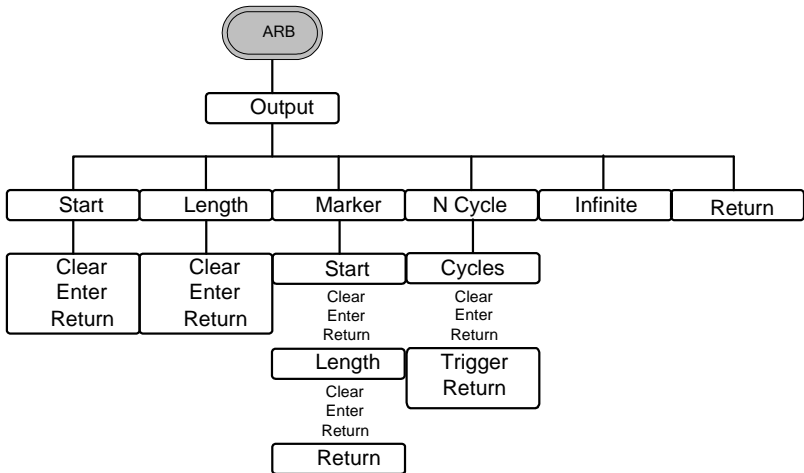 ARB
Output
Start
Length
Marker
N Cycle
Infinite
Return
Clear
Enter
Return
Clear
Enter
Return
Start
Clear
Enter
Return
Length
Clear
Enter
Return
Return
Cycles
Clear
Enter
Return
Trigger
Return